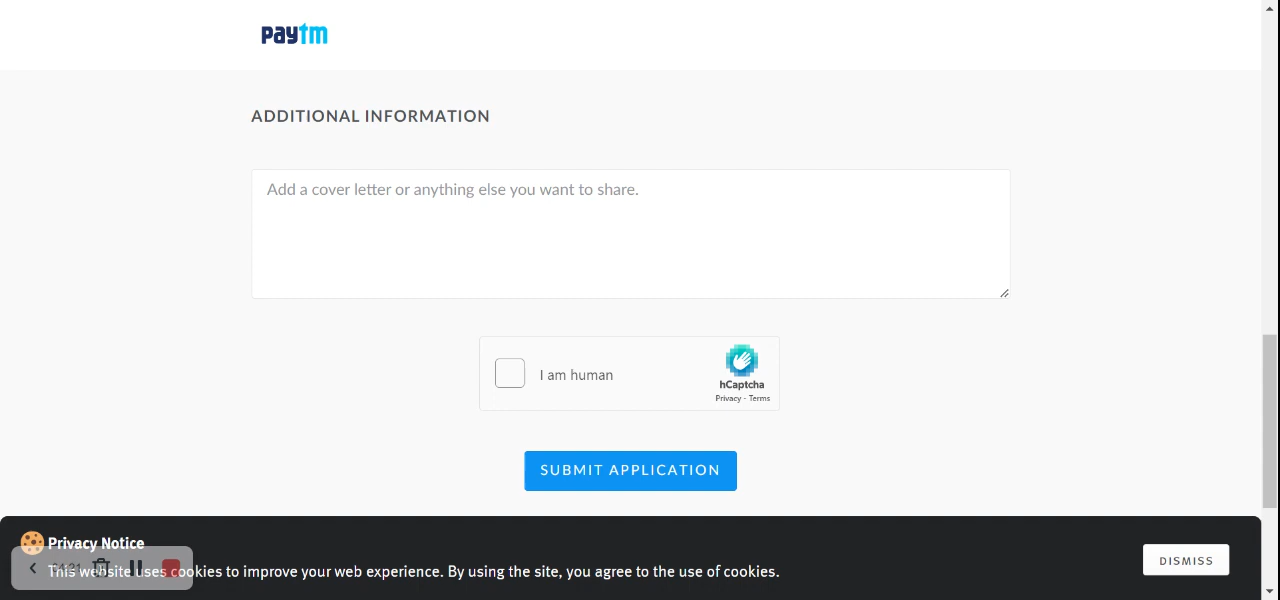 paytm
ADDITIONAL INFORMATION
Add a cover letter or anything else you want to share.
I am human
hCaptcha
Privacy - Terms
SUBMIT APPLICATION
Privacy Notice
This website uses cookies to improve your web experience. By using the site, you agree to the use of cookies.
DISMISS